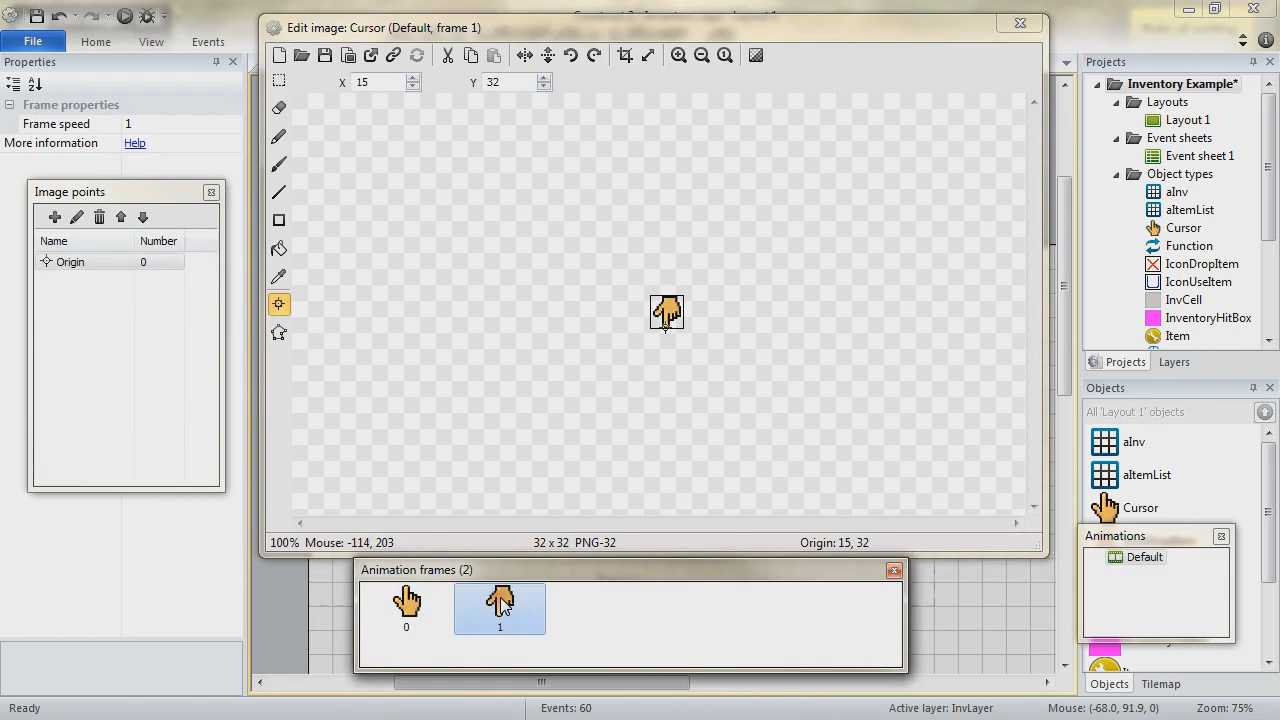 Edit image: Cursor (Default, frame 1)
File
Home
View
Events
Properties
X 15
Y 32
Frame properties
Frame speed 1
More information Help
Image points
Name Number
Origin 0
100% Mouse: -114, 203
32 x 32 PNG-32
Origin: 15, 32
Animation frames (2)
0
1
Projects
Inventory Example*
Layouts
Layout 1
Event sheets
Event sheet 1
Object types
aInv
aItemList
Cursor
Function
IconDropItem
IconUseItem
InvCell
InventoryHitBox
Item
Projects
Layers
Objects
All 'Layout 1' objects
aInv
aItemList
Cursor
Animations
Default
Objects
Tilemap
Ready
Events: 60
Active layer: InvLayer
Mouse: (-68.0, 91.9, 0)
Zoom: 75%